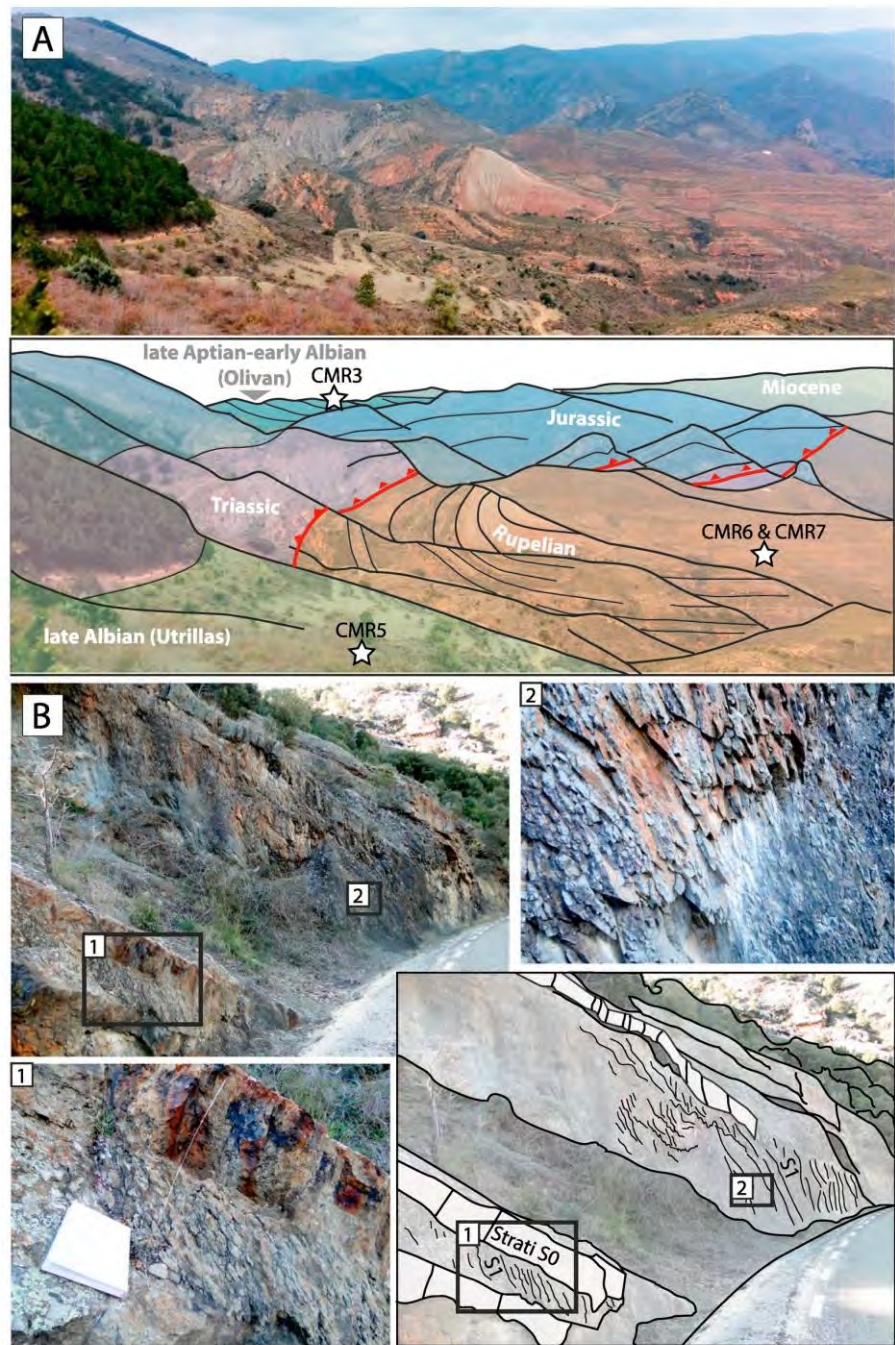 A
late Aptian-early Albian
(Olivan)
CMR3
Miocene
Jurassic
Triassic
Rupelian
CMR6 & CMR7
late Albian (Utrillas)
CMR5
B
2
1
2
1
S1
2
1
Strati S0
S1